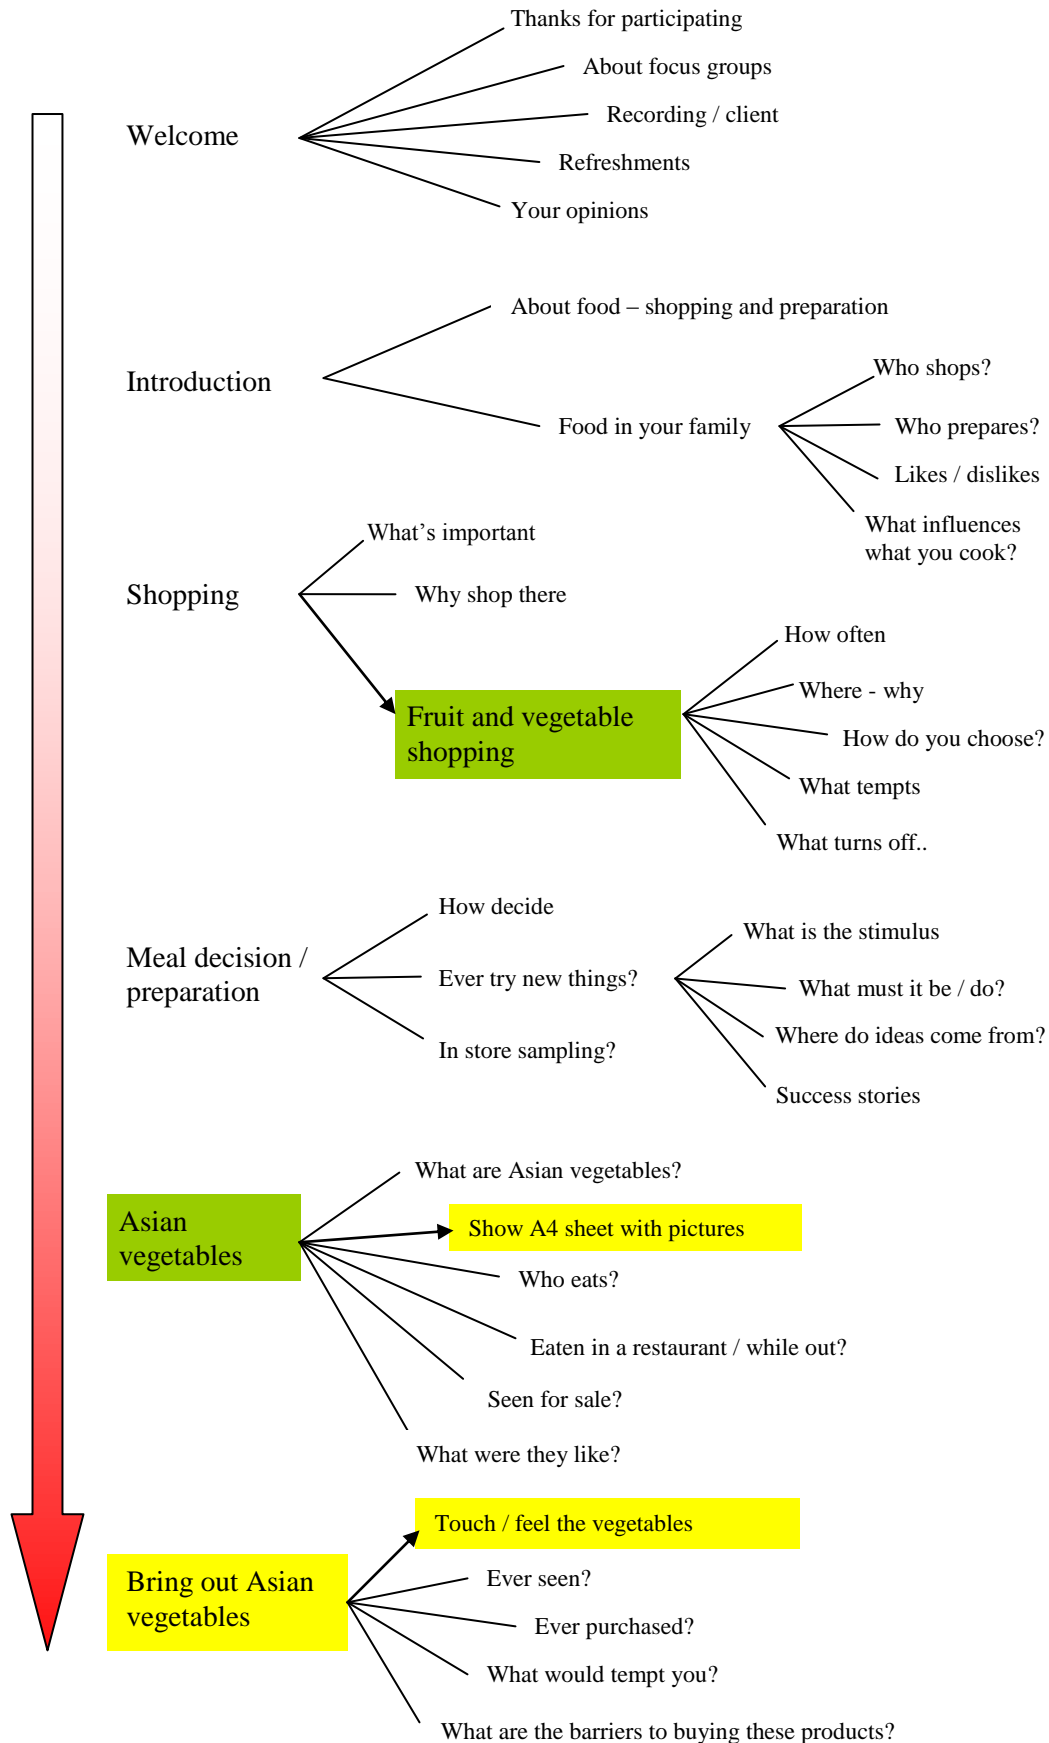 Thanks for participating
About focus groups
Recording / client
Welcome
Refreshments
Your opinions
About food – shopping and preparation
Introduction
Who shops?
Food in your family
Who prepares?
Likes / dislikes
What influences
what you cook?
What's important
Shopping
Why shop there
How often
Where - why
Fruit and vegetable
shopping
How do you choose?
What tempts
What turns off..
How decide
Meal decision /
preparation
Ever try new things?
What is the stimulus
What must it be / do?
Where do ideas come from?
In store sampling?
Success stories
What are Asian vegetables?
Asian
vegetables
Show A4 sheet with pictures
Who eats?
Eaten in a restaurant / while out?
Seen for sale?
What were they like?
Touch / feel the vegetables
Bring out Asian
vegetables
Ever seen?
Ever purchased?
What would tempt you?
What are the barriers to buying these products?